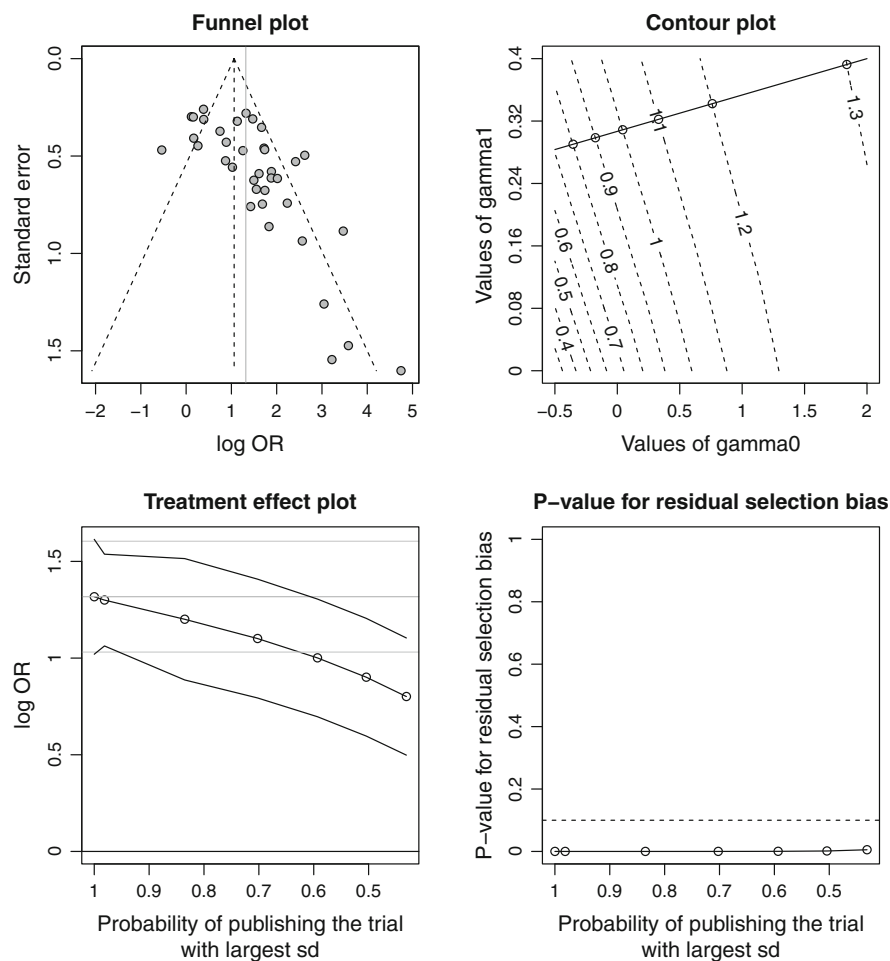 Funnel plot
Standard error
0.0
0.5
1.0
1.5
−2 −1 0 1 2 3 4 5
log OR
Contour plot
Values of gamma1
0.4
0.32
0.24
0.16
0.08
0
1.3
1.1
0.9
1.2
1
0.6
0.8
0.5
0.7
0.4
−0.5 0 0.5 1 1.5 2
Values of gamma0
Treatment effect plot
log OR
1.5
1
0.5
0
1 0.9 0.8 0.7 0.6 0.5
Probability of publishing the trial
with largest sd
P−value for residual selection bias
P−value for residual selection bias
1
0.8
0.6
0.4
0.2
0
1 0.9 0.8 0.7 0.6 0.5
Probability of publishing the trial
with largest sd